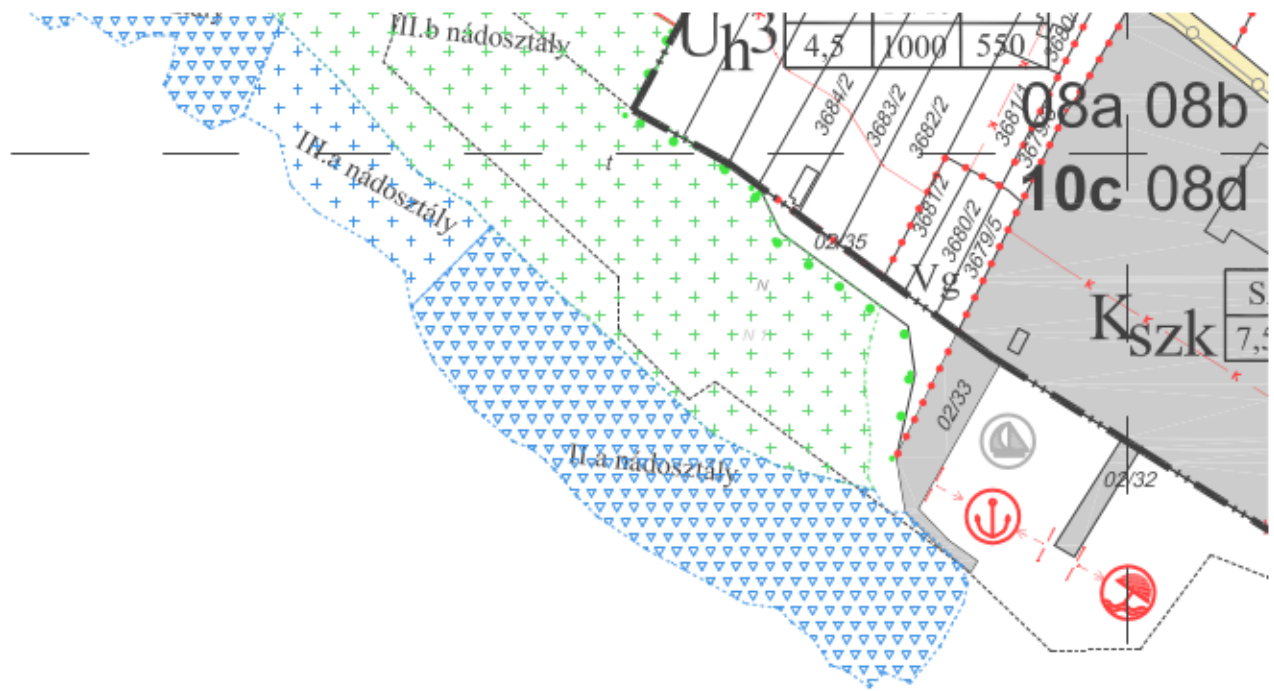 III.b nádosztály
Uh3
4,5 1000 550
3684/2
3683/2
3682/2
3681/1
08a 08b
10c 08d
III.a nádosztály
t
3681/2
3680/2
3679/5
02/35
N
N 1
V
g
Kszk
7,5
K
K
K
K
II.a nádosztály
02/33
02/32